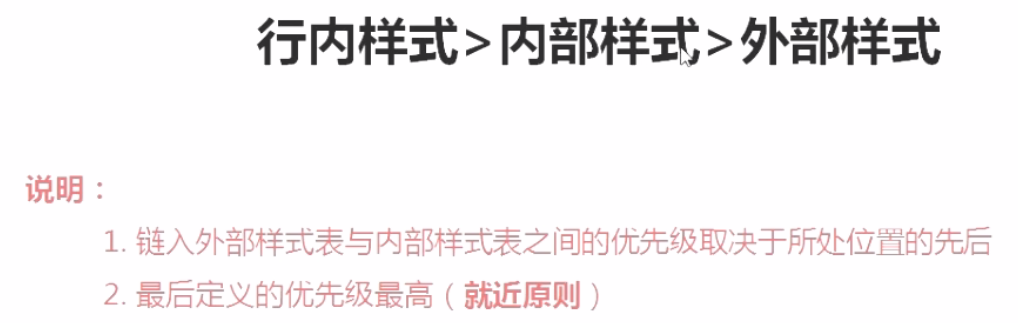 行内样式>内部样式>外部样式
说明：
1. 链入外部样式表与内部样式表之间的优先级取决于所处位置的先后
2. 最后定义的优先级最高（就近原则）